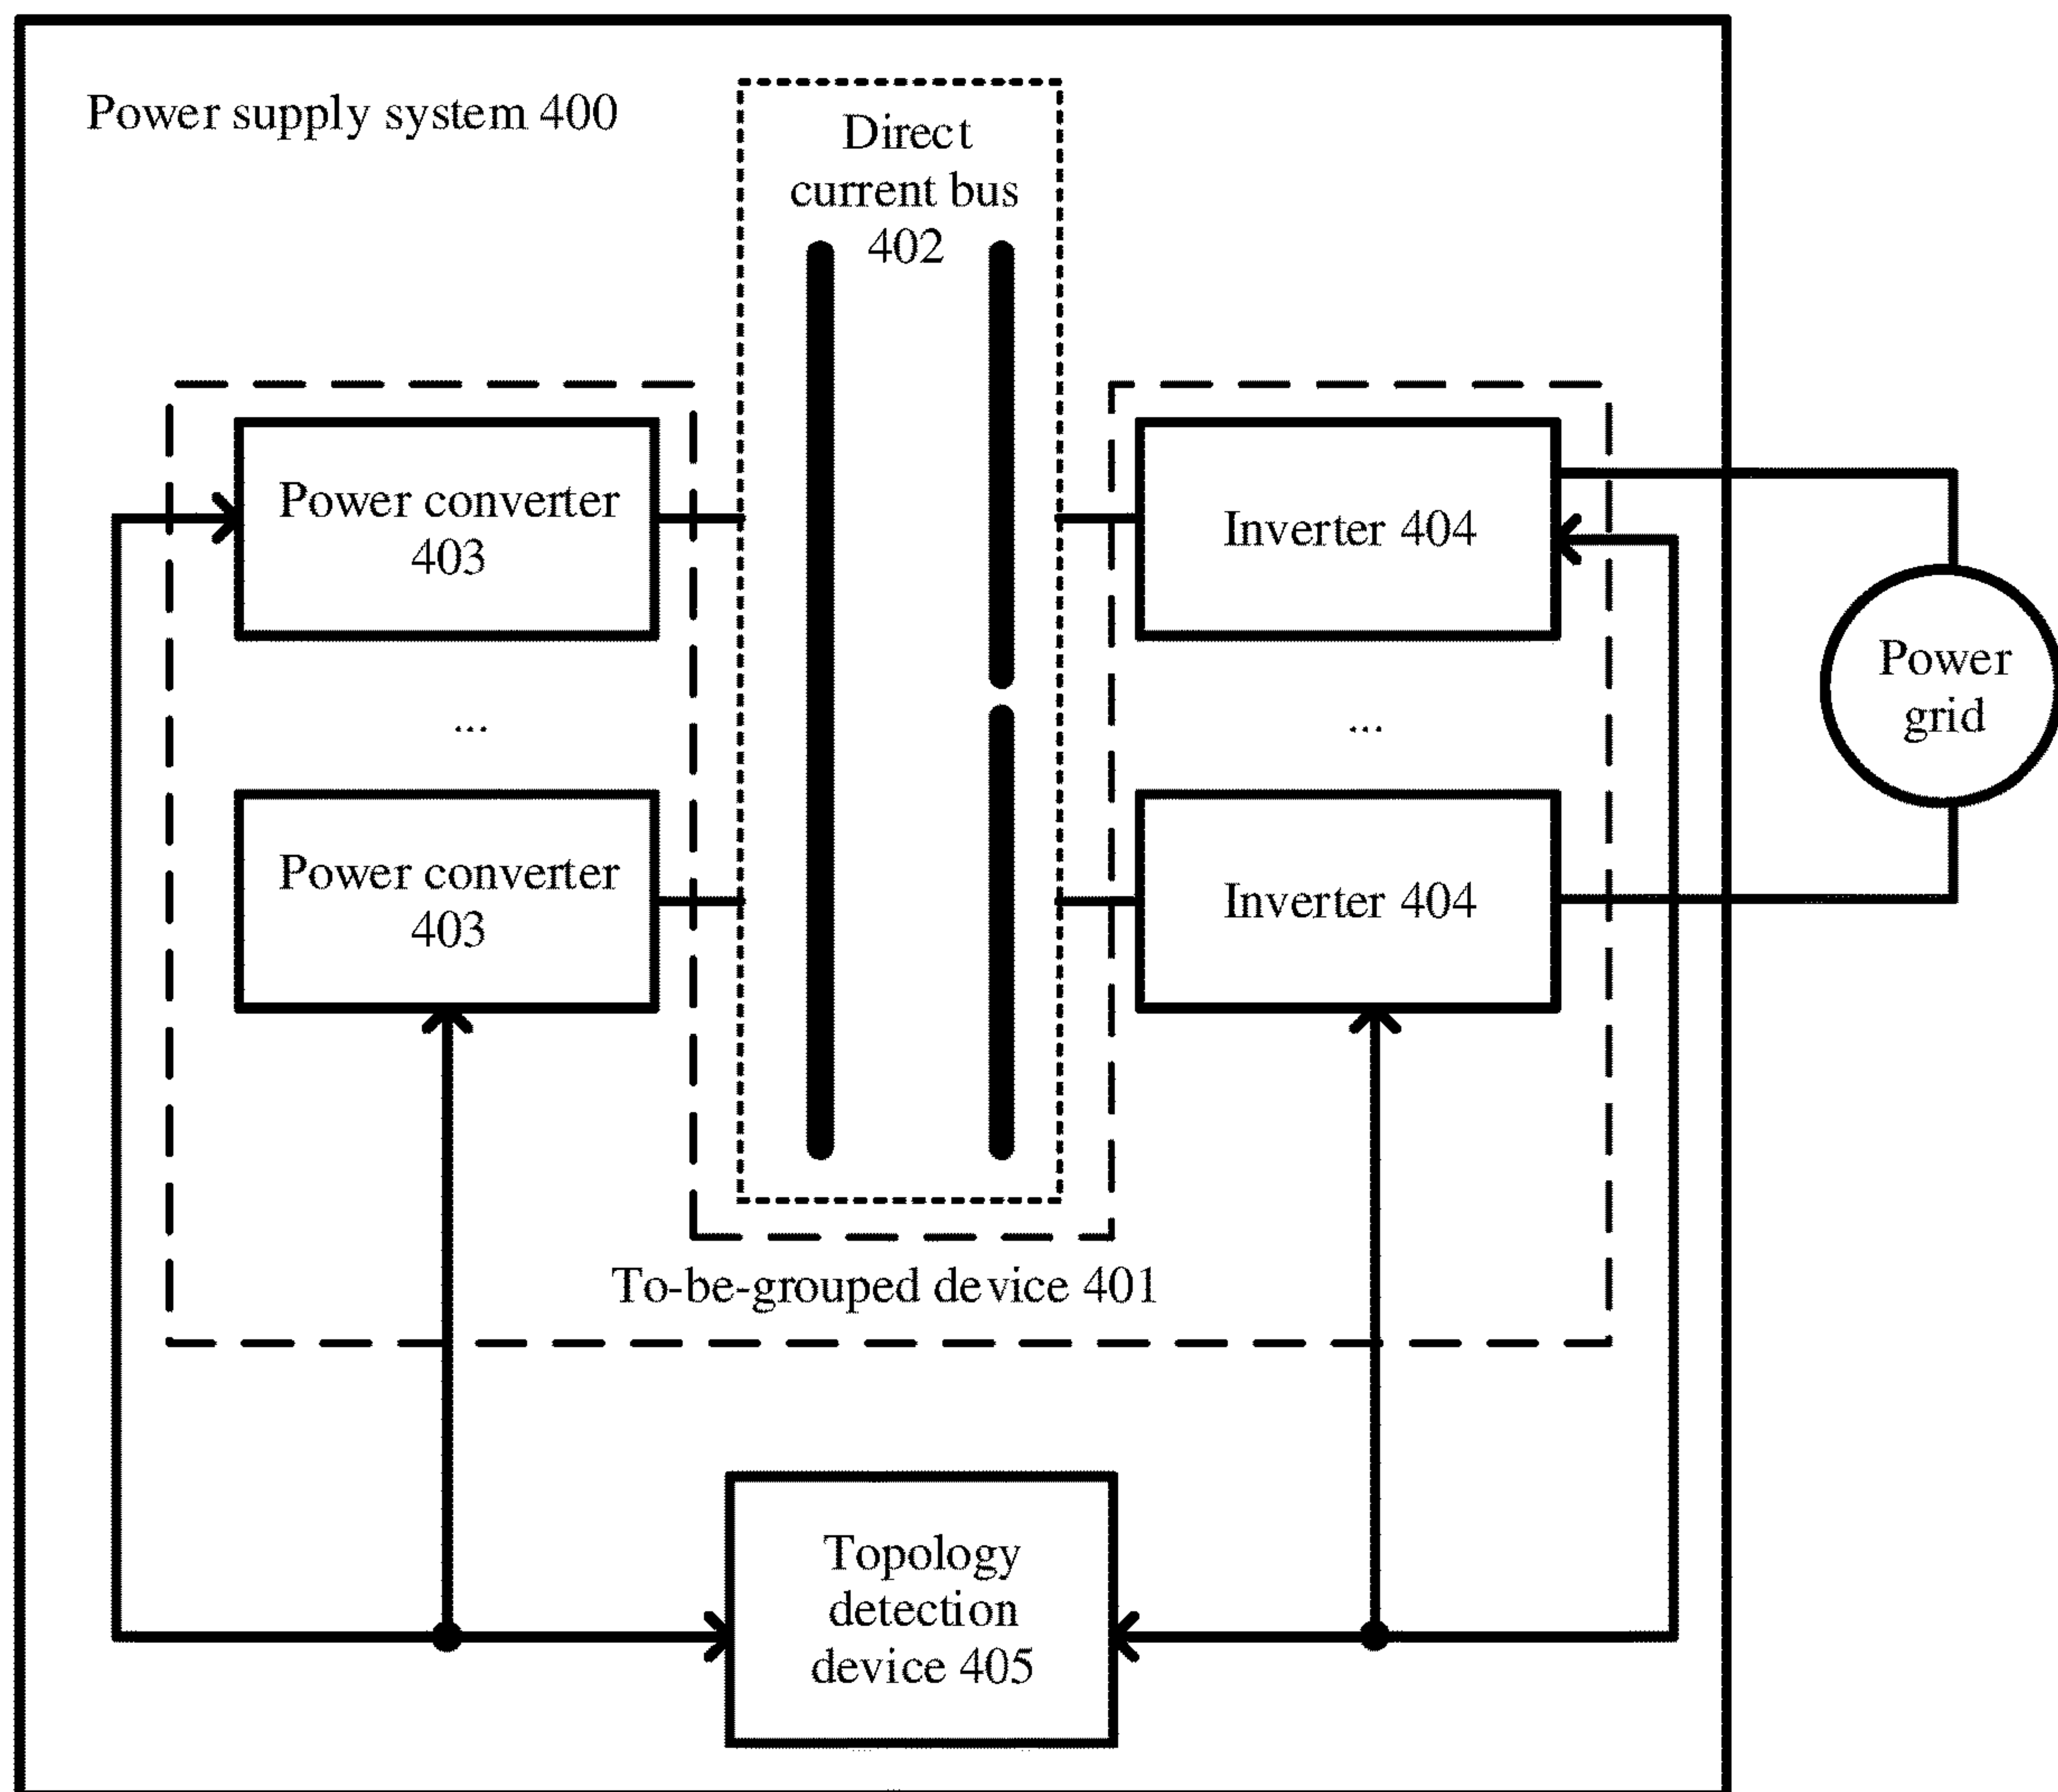 Power supply system 400
Direct
current bus
402
Power converter
403
Inverter 404
Power
grid
...
...
Power converter
403
Inverter 404
To-be-grouped device 401
Topology
detection
device 405